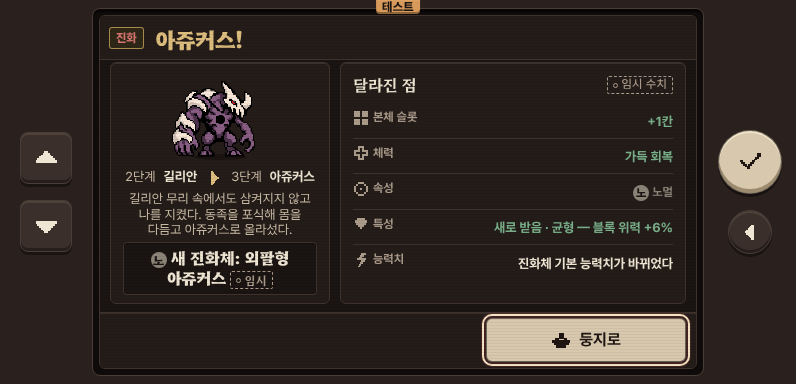 테스트
진화 아쥬커스!
2단계 길리안 3단계 아쥬커스
길리안 무리 속에서도 삼켜지지 않고
나를 지켰다. 동족을 포식해 몸을
다듬고 아쥬커스로 올라섰다.
노 새 진화체: 외팔형
아쥬커스 임시
달라진 점 임시 수치
본체 슬롯 +1칸
체력 가득 회복
속성 노 노멀
특성 새로 받음 · 균형 — 블록 위력 +6%
능력치 진화체 기본 능력치가 바뀌었다
둥지로